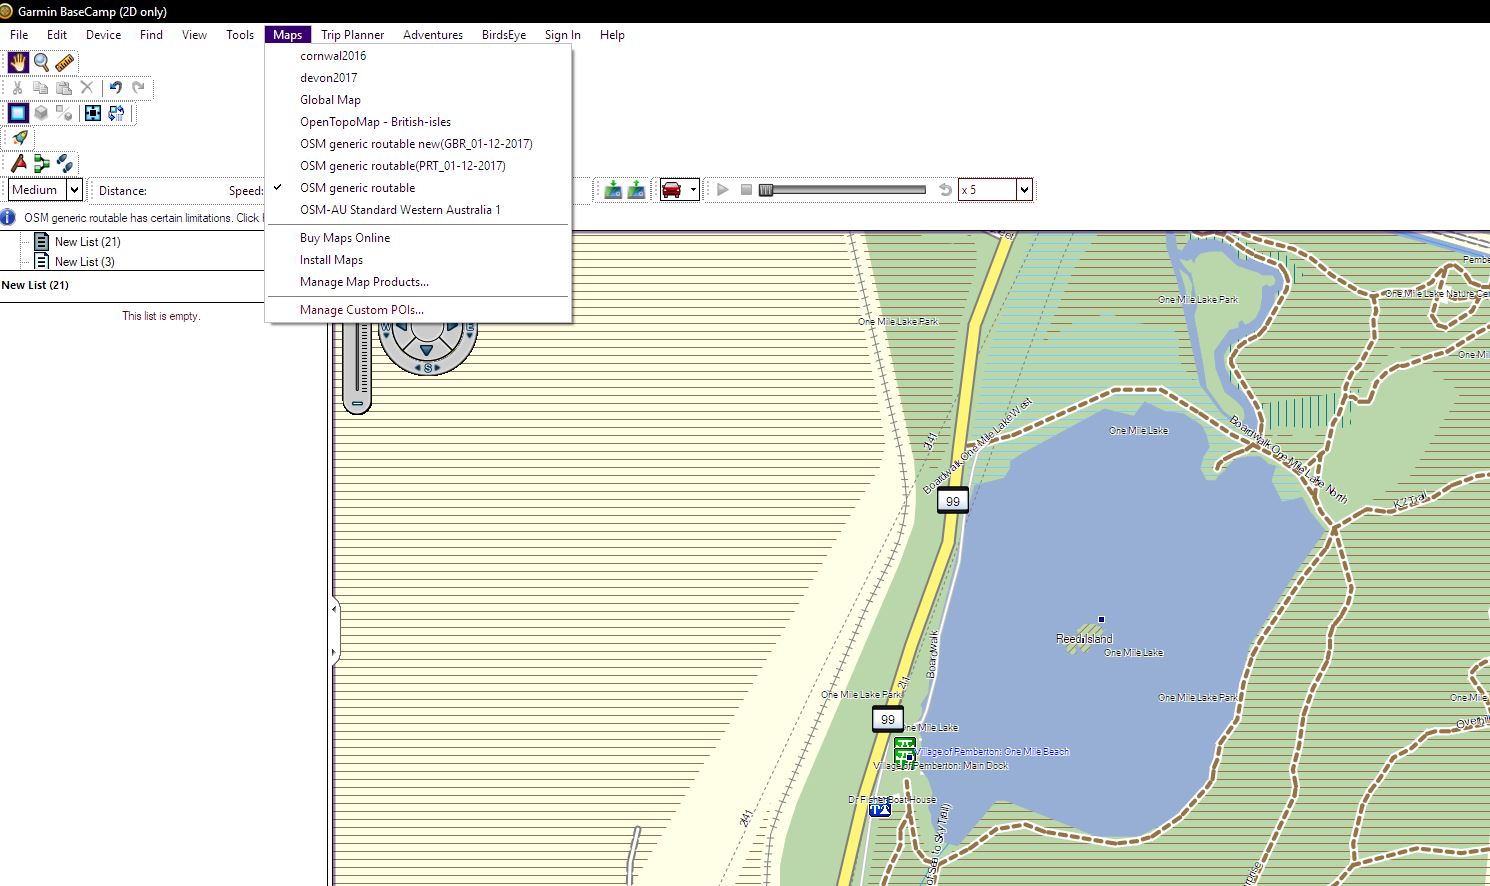 Garmin BaseCamp (2D only)
File Edit Device Find View Tools Maps Trip Planner Adventures BirdsEye Sign In Help
cornwal2016
devon2017
Global Map
OpenTopoMap - British-isles
OSM generic routable new(GBR_01-12-2017)
OSM generic routable(PRT_01-12-2017)
OSM generic routable
OSM-AU Standard Western Australia 1
Buy Maps Online
Install Maps
Manage Map Products...
Manage Custom POIs...
Medium Distance: Speed: x 5
OSM generic routable has certain limitations. Click
New List (21)
New List (3)
New List (21)
This list is empty.
W E
S
One Mile Lake Park
One Mile Lake Park
Pembe
One Mile Lake Nature Cen
One Mil
One Mile Lake
Boardwalk One Mile Lake West
Boardwalk One Mile Lake North
K2 Trail
241
99
Reed Island
One Mile Lake
Boardwalk
241
One Mile Lake Park
One Mile Lake Park
One Mile
99
One Mile Lake
Village of Pemberton: One Mile Beach
Village of Pemberton: Main Dock
Dr Fisher Boat House
241
of Sea to Sky Trail)